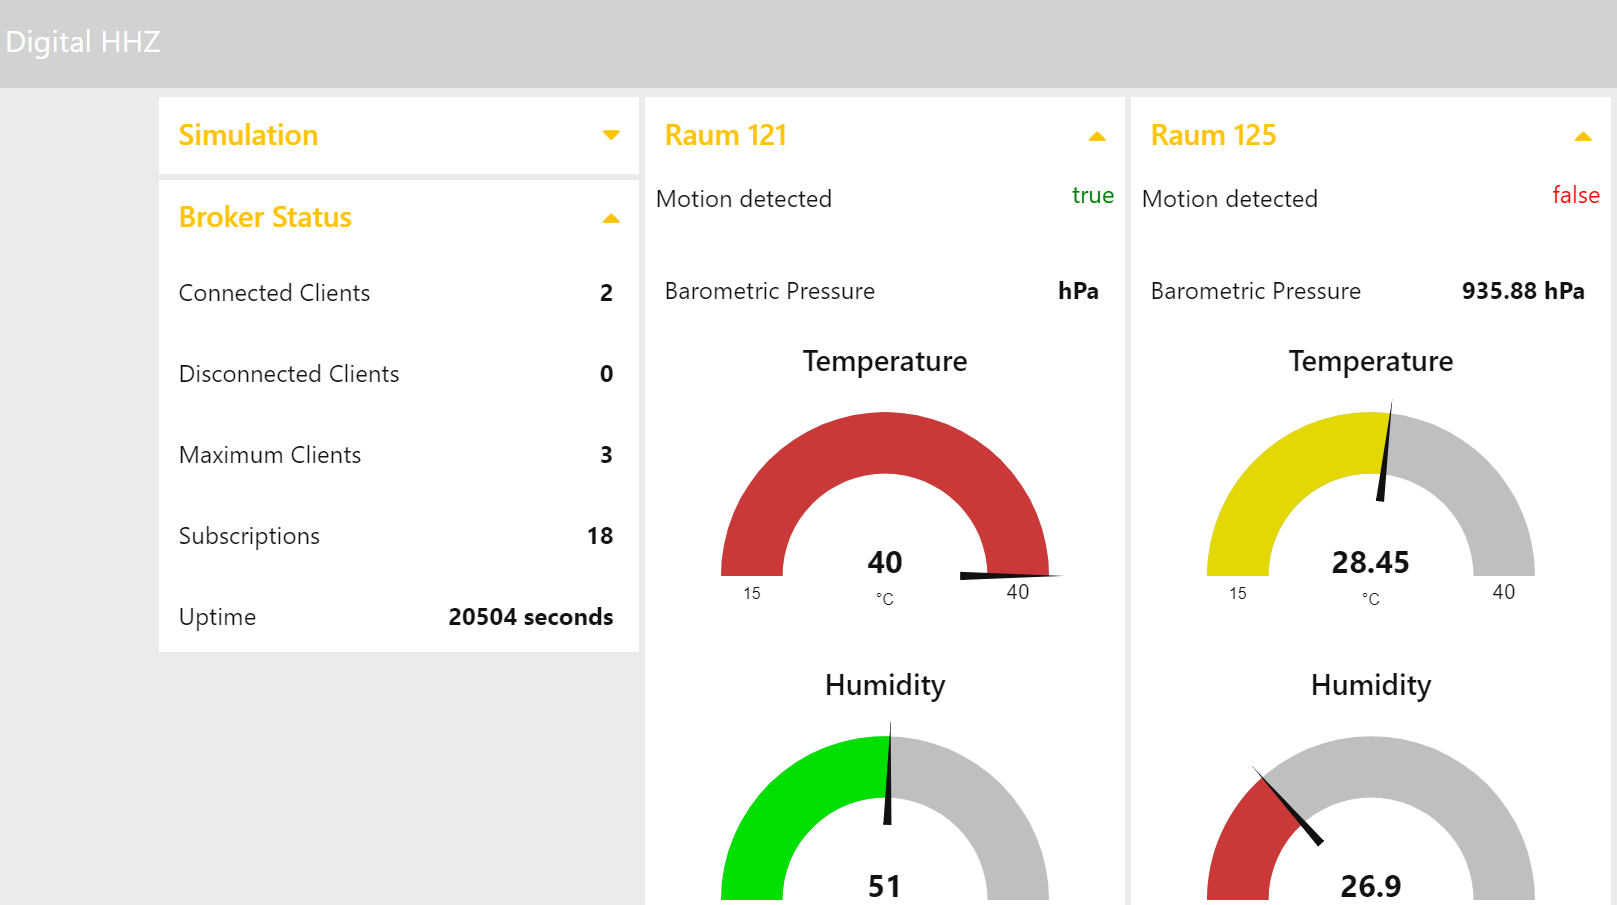 Digital HHZ
Simulation
Broker Status
Connected Clients 2
Disconnected Clients 0
Maximum Clients 3
Subscriptions 18
Uptime 20504 seconds
Raum 121
Motion detected true
Barometric Pressure hPa
Temperature
40
15 °C 40
Humidity
51
Raum 125
Motion detected false
Barometric Pressure 935.88 hPa
Temperature
28.45
15 °C 40
Humidity
26.9